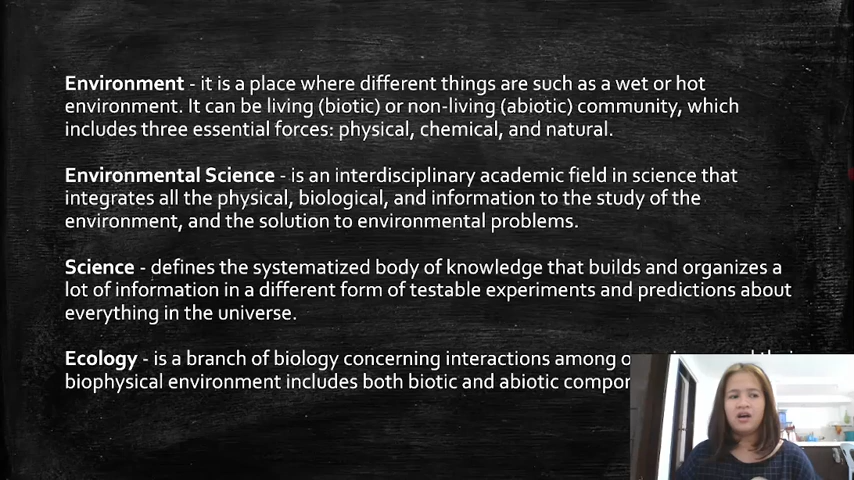 Environment - it is a place where different things are such as a wet or hot
environment. It can be living (biotic) or non-living (abiotic) community, which
includes three essential forces: physical, chemical, and natural.
Environmental Science - is an interdisciplinary academic field in science that
integrates all the physical, biological, and information to the study of the
environment, and the solution to environmental problems.
Science - defines the systematized body of knowledge that builds and organizes a
lot of information in a different form of testable experiments and predictions about
everything in the universe.
Ecology - is a branch of biology concerning interactions among
biophysical environment includes both biotic and abiotic